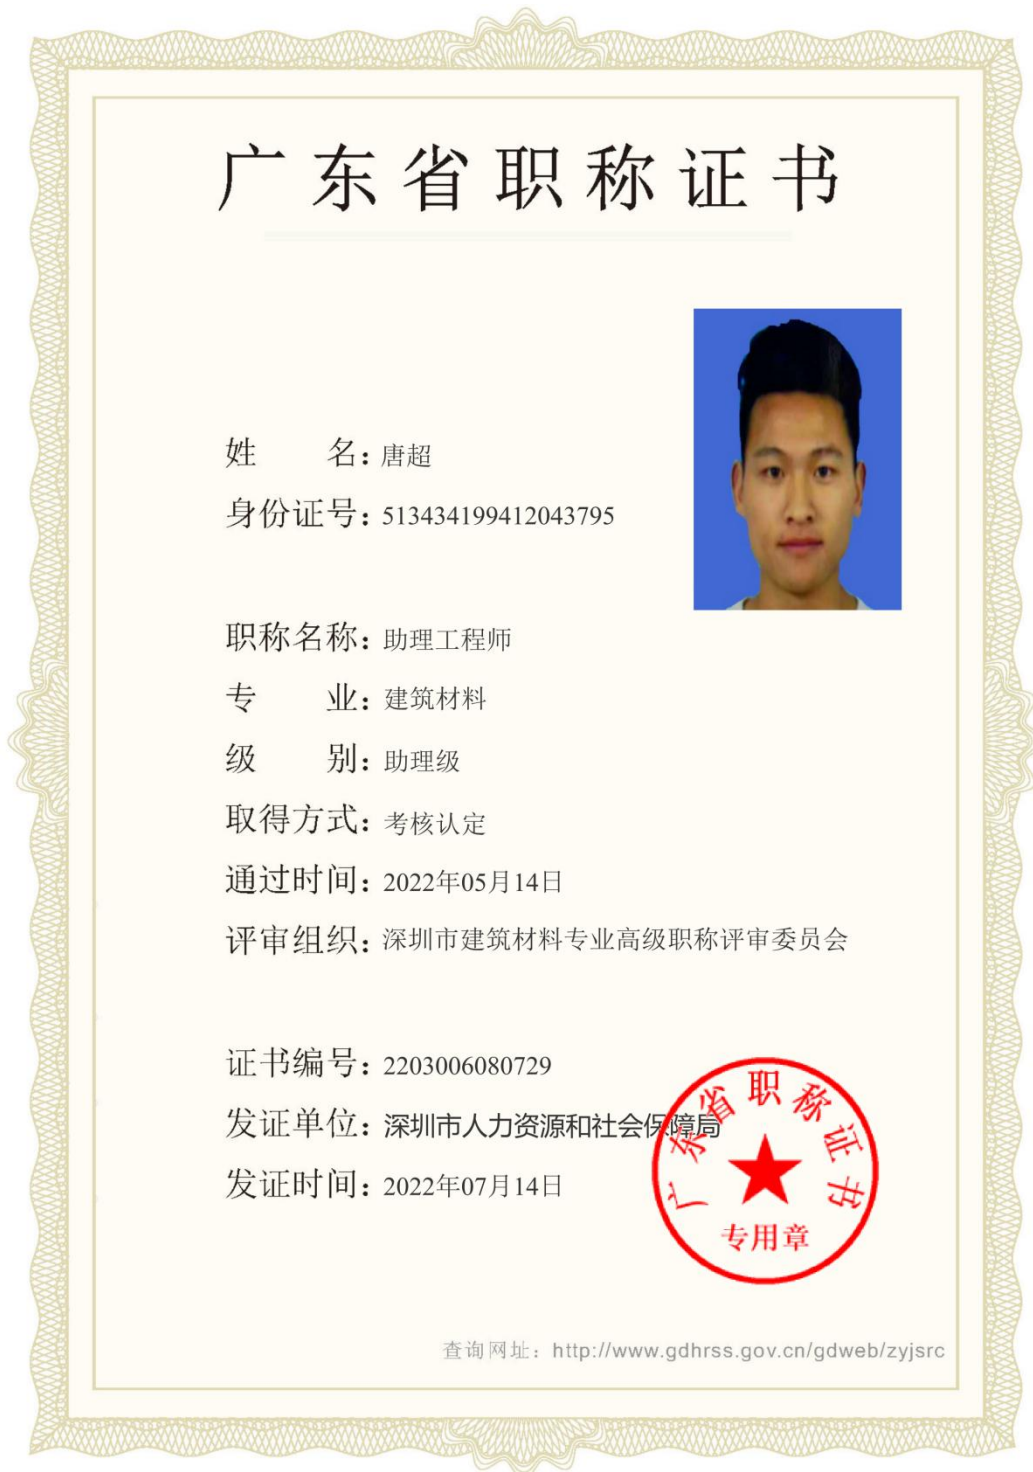 广东省职称证书
姓 名：唐超
身份证号：513434199412043795
职称名称：助理工程师
专 业：建筑材料
级 别：助理级
取得方式：考核认定
通过时间：2022年05月14日
评审组织：深圳市建筑材料专业高级职称评审委员会
证书编号：2203006080729
发证单位：深圳市人力资源和社会保障局
发证时间：2022年07月14日
广东省职称证书
专用章
查询网址：http://www.gdhrss.gov.cn/gdweb/zyjsrc